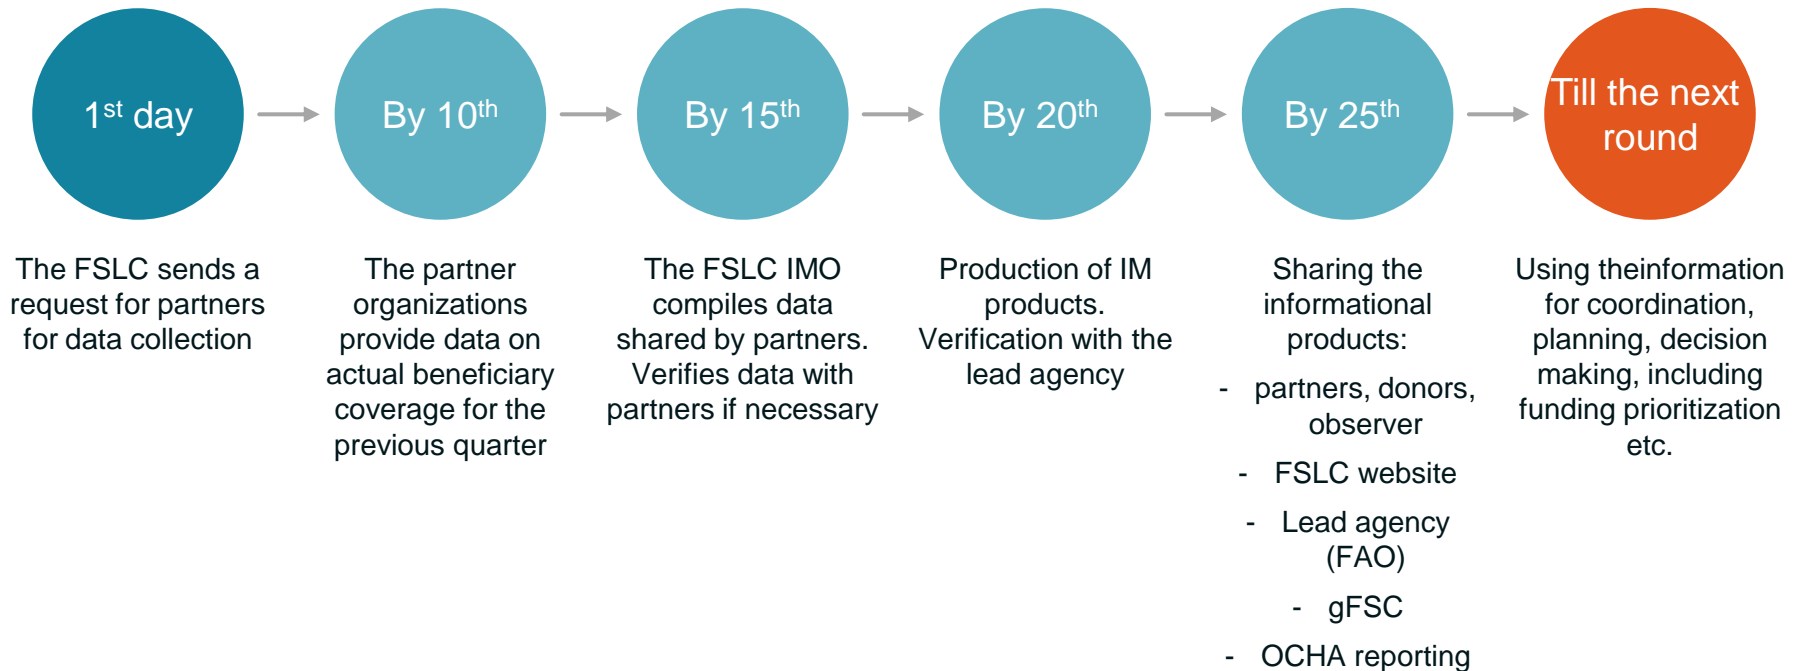 1st day
By 10th
By 15th
By 20th
By 25th
Till the next
round
The FSLC sends a
request for partners
for data collection
The partner
organizations
provide data on
actual beneficiary
coverage for the
previous quarter
The FSLC IMO
compiles data
shared by partners.
Verifies data with
partners if necessary
Production of IM
products.
Verification with the
lead agency
Sharing the
informational
products:
- partners, donors,
observer
- FSLC website
- Lead agency
(FAO)
- gFSC
- OCHA reporting
Using theinformation
for coordination,
planning, decision
making, including
funding prioritization
etc.